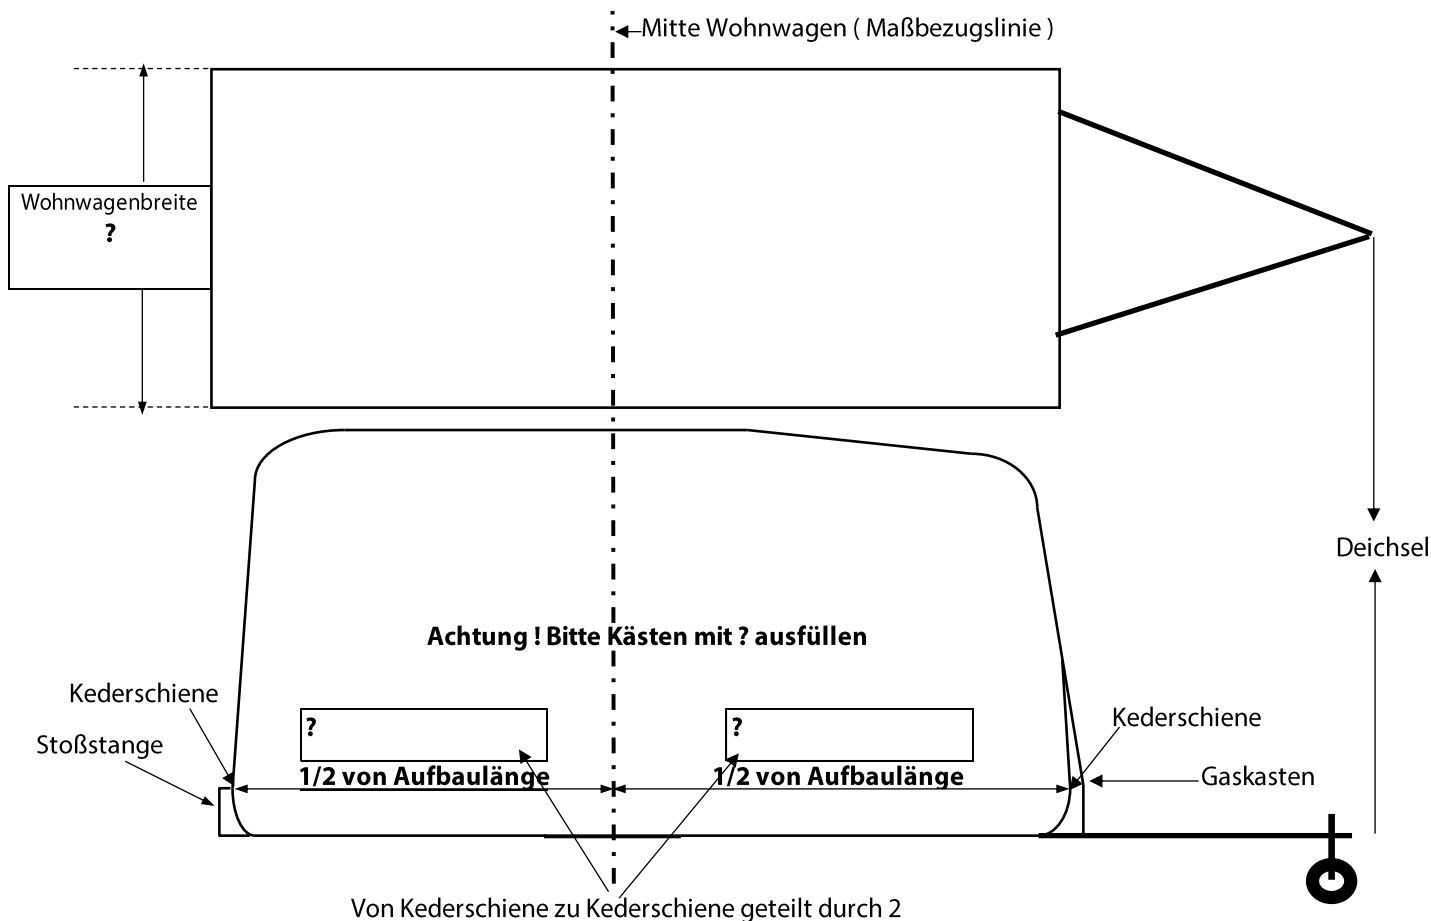 Mitte Wohnwagen ( Maßbezugslinie )
Wohnwagenbreite
?
Deichsel
Achtung ! Bitte Kästen mit ? ausfüllen
Kederschiene
Stoßstange
?
1/2 von Aufbaulänge
?
1/2 von Aufbaulänge
Kederschiene
Gaskasten
Von Kederschiene zu Kederschiene geteilt durch 2